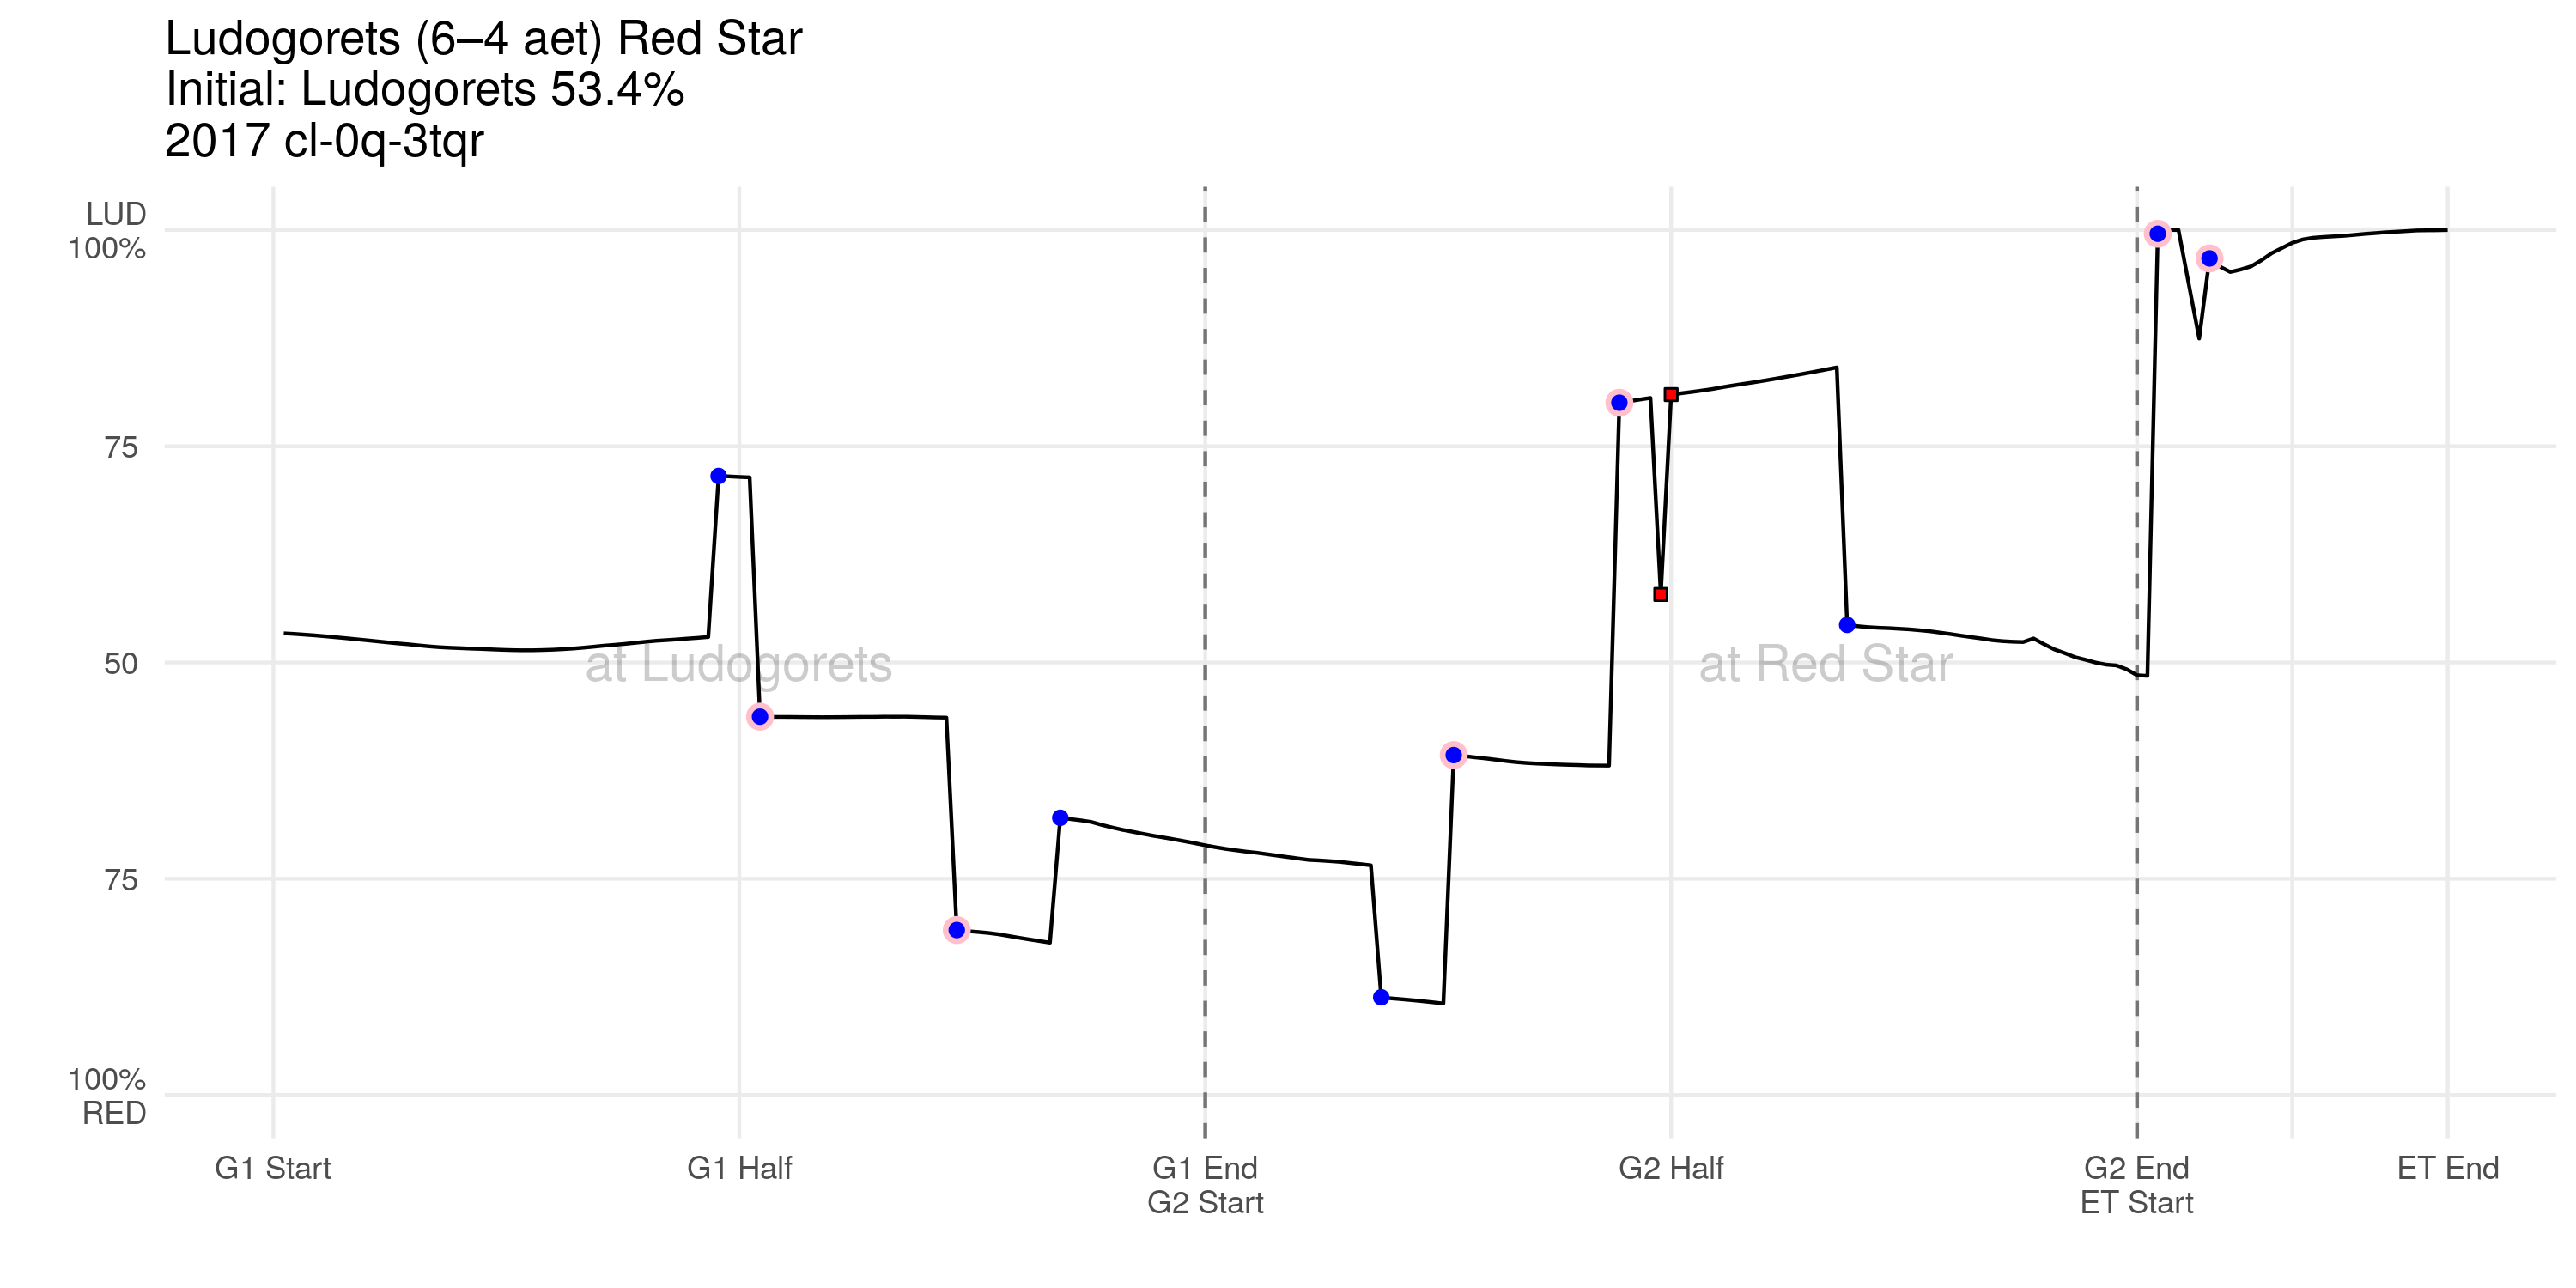 Ludogorets (6–4 aet) Red Star
Initial: Ludogorets 53.4%
2017 cl-0q-3tqr
LUD
100%
75
50
75
100%
RED
at Ludogorets
at Red Star
G1 Start
G1 Half
G1 End
G2 Start
G2 Half
G2 End
ET Start
ET End